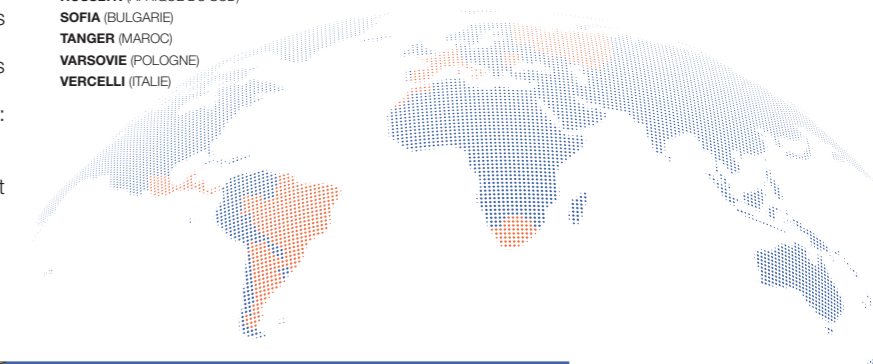 s
SOFIA (BULGARIE)
TANGER (MAROC)
s
VARSOVIE (POLOGNE)
VERCELLI (ITALIE)
:
t